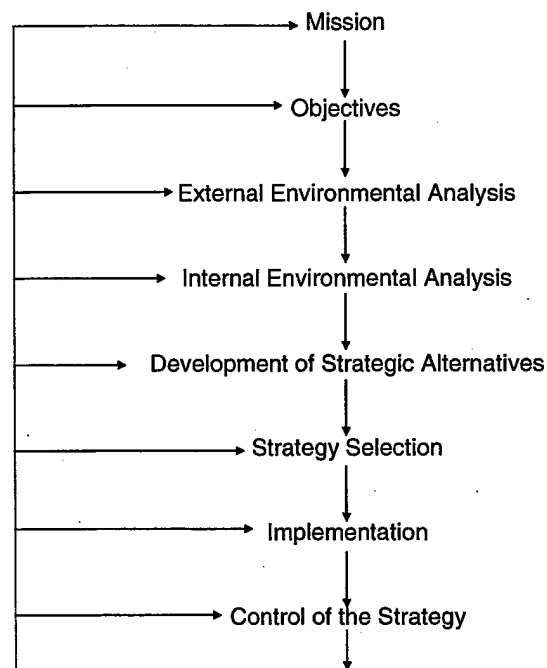 Mission
Objectives
External Environmental Analysis
Internal Environmental Analysis
Development of Strategic Alternatives
Strategy Selection
Implementation
Control of the Strategy